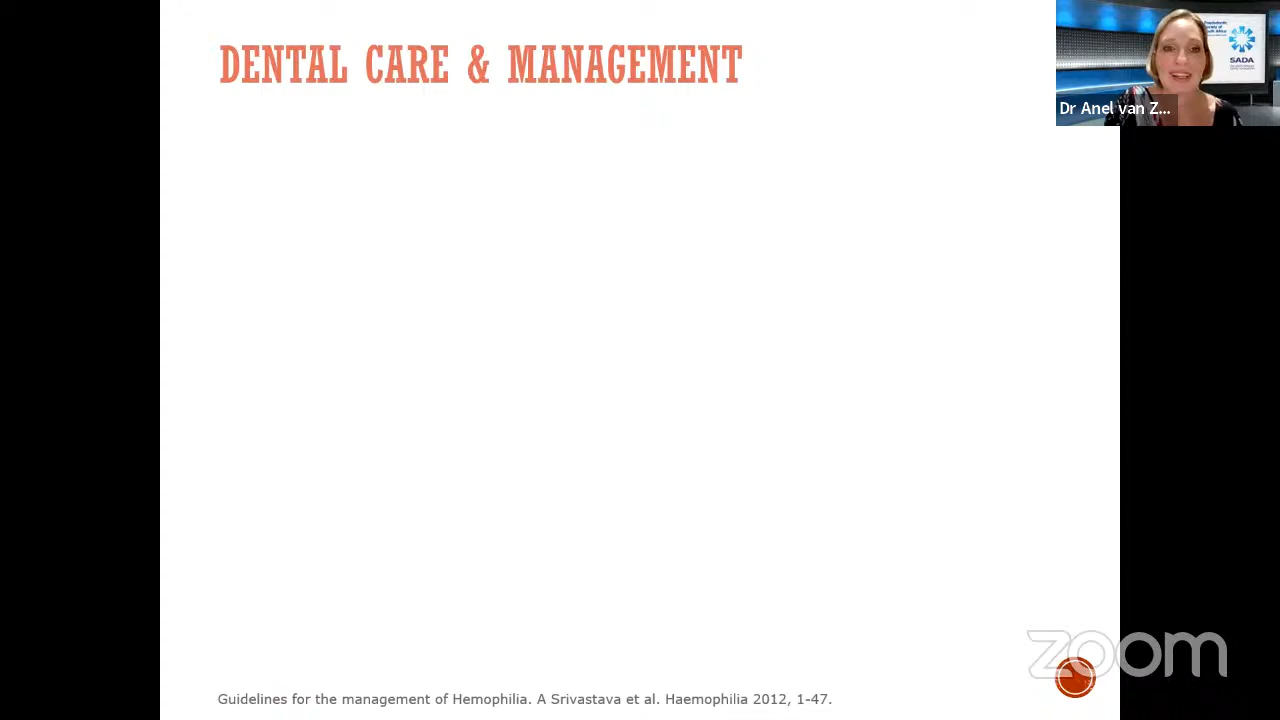 DENTAL CARE & MANAGEMENT
SADA
Dr Anel van Z...
zoom
Guidelines for the management of Hemophilia. A Srivastava et al. Haemophilia 2012, 1-47.